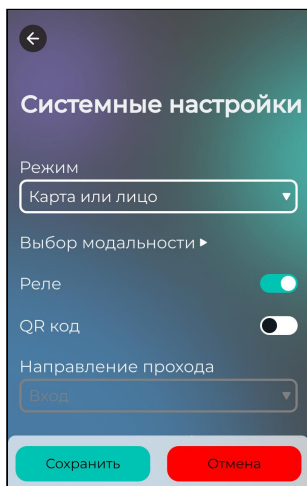 Системные настройки
Режим
Карта или лицо
Выбор модальности
Реле
QR код
Направление прохода
Вход
Сохранить
Отмена